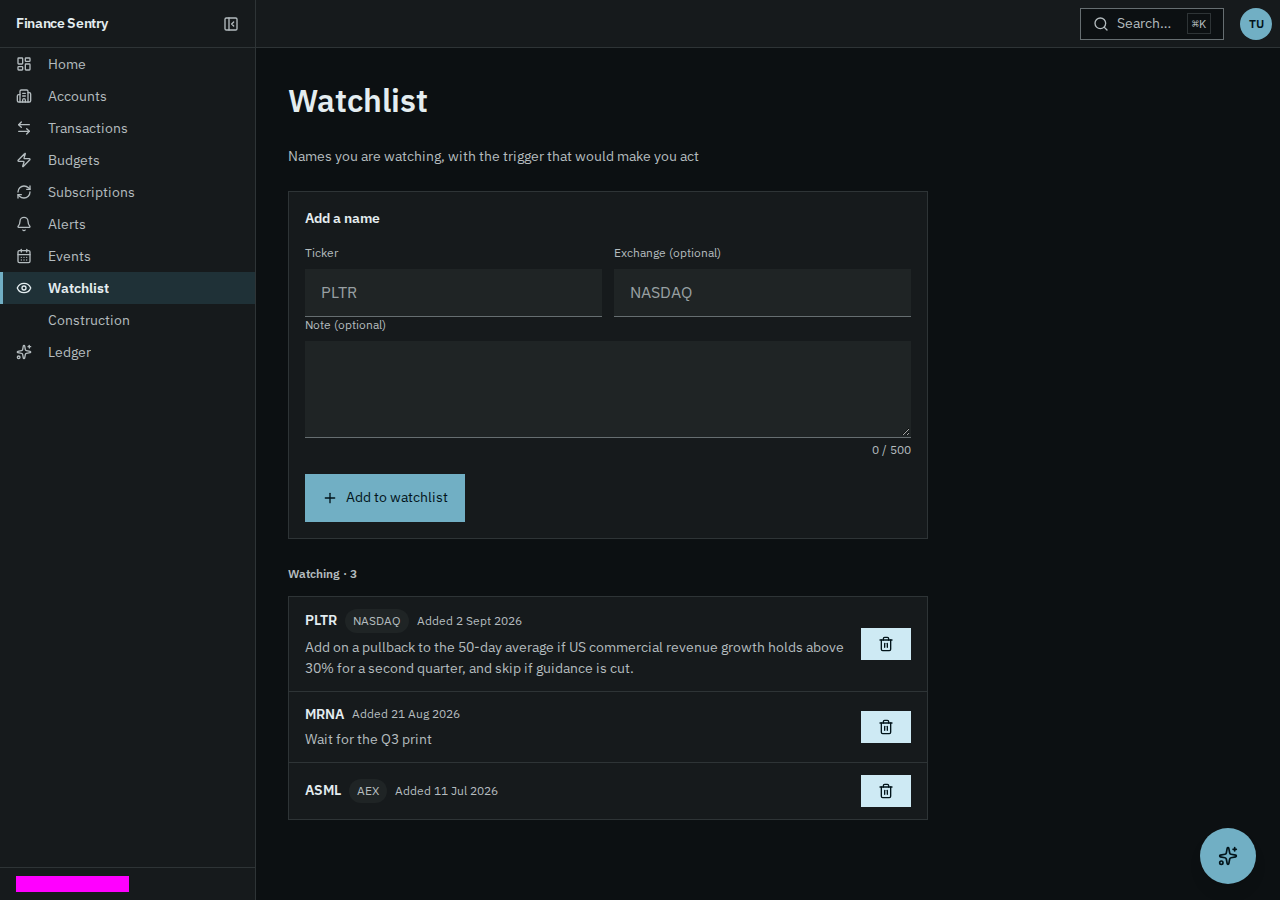 Finance Sentry
Search...
⌘K
TU
Home
Accounts
Transactions
Budgets
Subscriptions
Alerts
Events
Watchlist
Construction
Ledger
Watchlist
Names you are watching, with the trigger that would make you act
Add a name
Ticker
Exchange (optional)
PLTR
NASDAQ
Note (optional)
0 / 500
Add to watchlist
Watching · 3
PLTR NASDAQ Added 2 Sept 2026
Add on a pullback to the 50-day average if US commercial revenue growth holds above
30% for a second quarter, and skip if guidance is cut.
MRNA Added 21 Aug 2026
Wait for the Q3 print
ASML AEX Added 11 Jul 2026